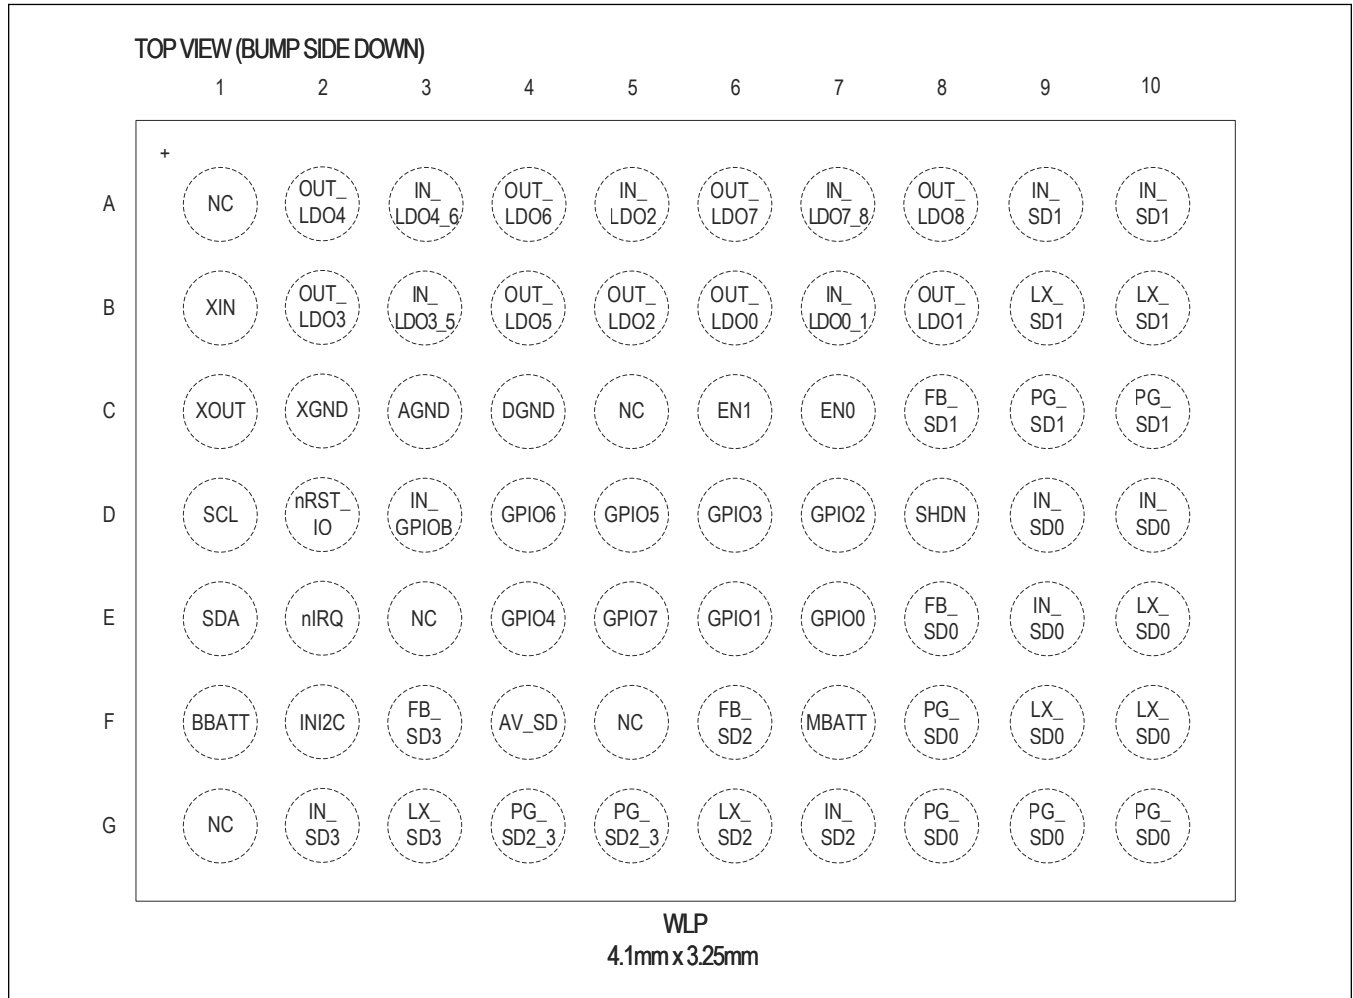 TOP VIEW (BUMP SIDE DOWN)
1 2 3 4 5 6 7 8 9 10
+
A NC OUT_ IN_ OUT_ IN_ OUT_ IN_ OUT_ IN_ IN_
LDO4 LDO4_6 LDO6 LDO2 LDO7 LDO7_8 LDO8 SD1 SD1
B XIN OUT_ IN_ OUT_ OUT_ OUT_ IN_ OUT_ LX_ LX_
LDO3 LDO3_5 LDO5 LDO2 LDO0 LDO0_1 LDO1 SD1 SD1
C XOUT XGND AGND DGND NC EN1 EN0 FB_ PG_ PG_
SD1 SD1 SD1
D SCL nRST_ IN_ GPIO6 GPIO5 GPIO3 GPIO2 SHDN IN_ IN_
IO GPIOB SD0 SD0
E SDA nIRQ NC GPIO4 GPIO7 GPIO1 GPIO0 FB_ IN_ LX_
SD0 SD0 SD0
F BBATT INI2C FB_ AV_SD NC FB_ MBATT PG_ LX_ LX_
SD3 SD2 SD0 SD0 SD0
G NC IN_ LX_ PG_ PG_ LX_ IN_ PG_ PG_ PG_
SD3 SD3 SD2_3 SD2_3 SD2 SD2 SD0 SD0 SD0
WLP
4.1mm x 3.25mm